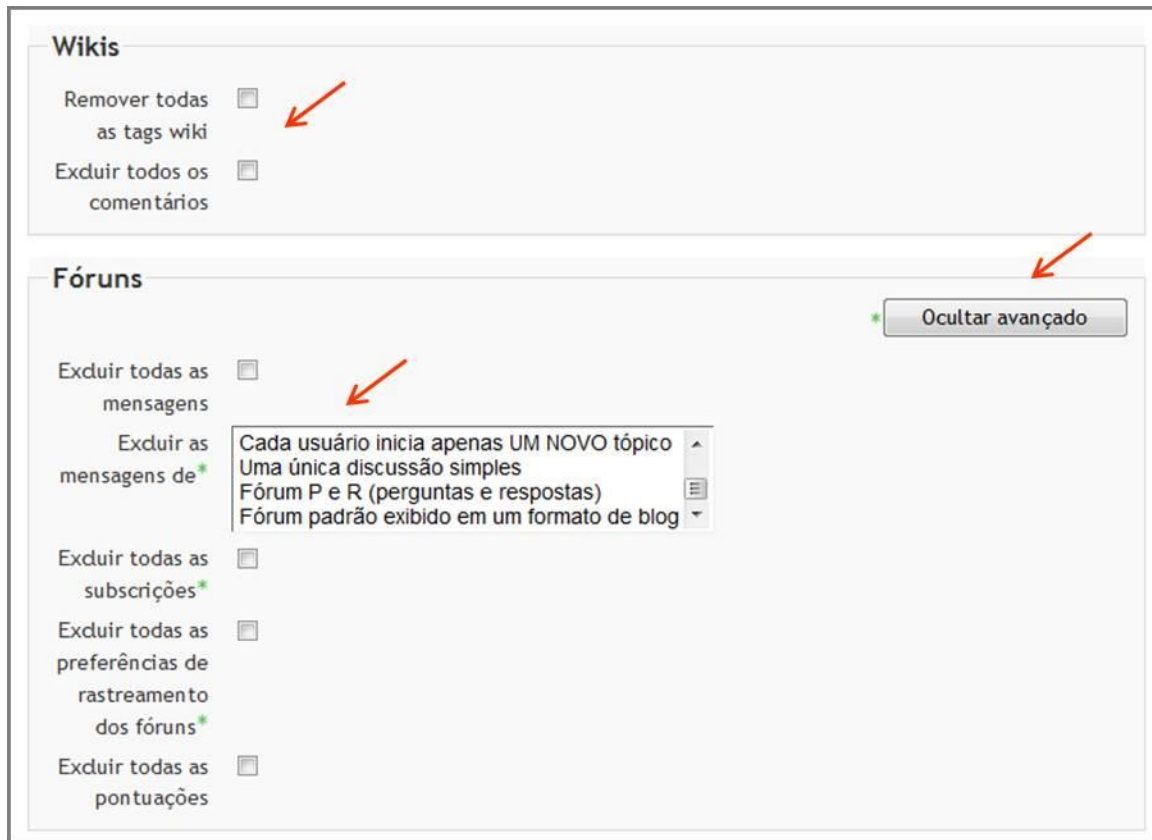 Wikis
Remover todas
as tags wiki
Excluir todos os
comentários
Fóruns
* Ocultar avançado
Excluir todas as
mensagens
Excluir as
mensagens de*
Cada usuário inicia apenas UM NOVO tópico
Uma única discussão simples
Fórum P e R (perguntas e respostas)
Fórum padrão exibido em um formato de blog
Excluir todas as
subscrições*
Excluir todas as
preferências de
rastreamento
dos fóruns*
Excluir todas as
pontuações